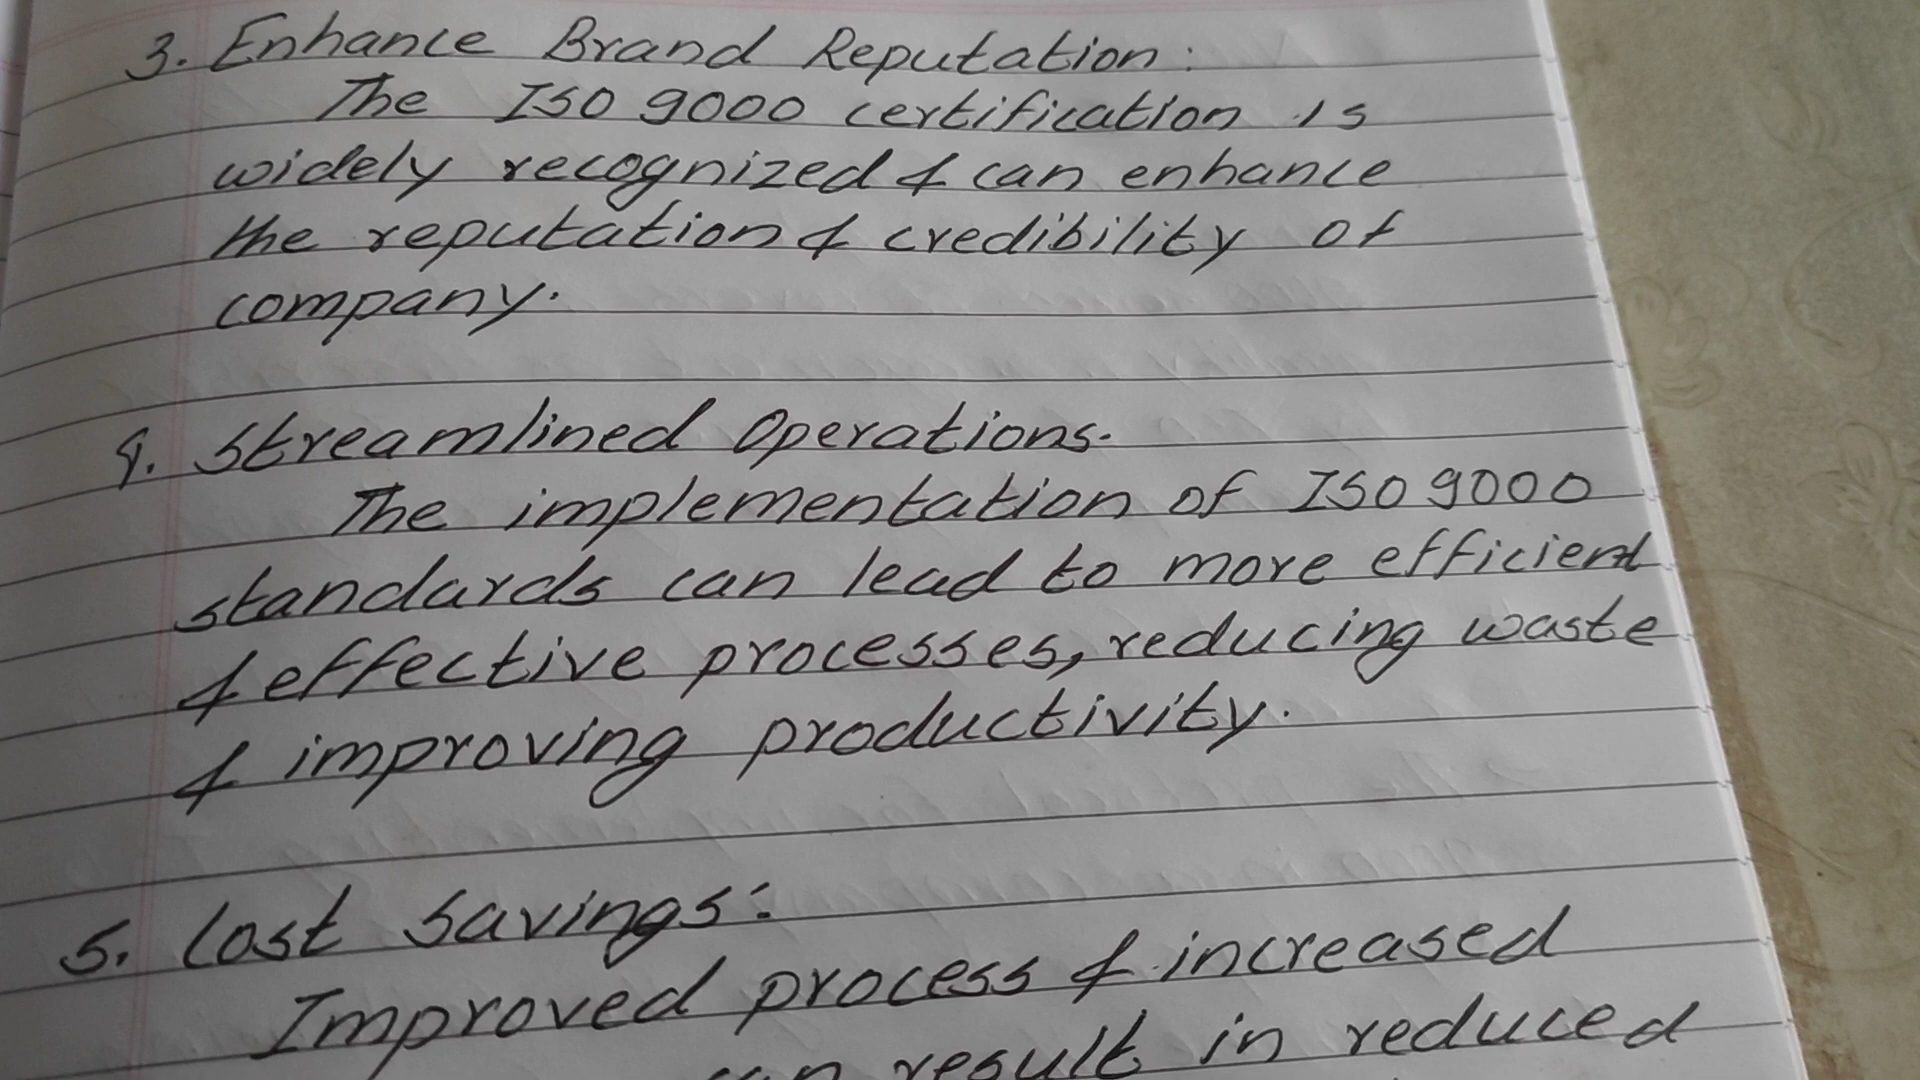 3. Enhance Brand Reputation:
The ISO 9000 certification is
widely recognized & can enhance
the reputation & credibility of
company.
4. Streamlined Operations.
The implementation of ISO 9000
standards can lead to more efficient
& effective processes, reducing waste
& improving productivity.
5. Cost Savings:
Improved process & increased
can result in reduced